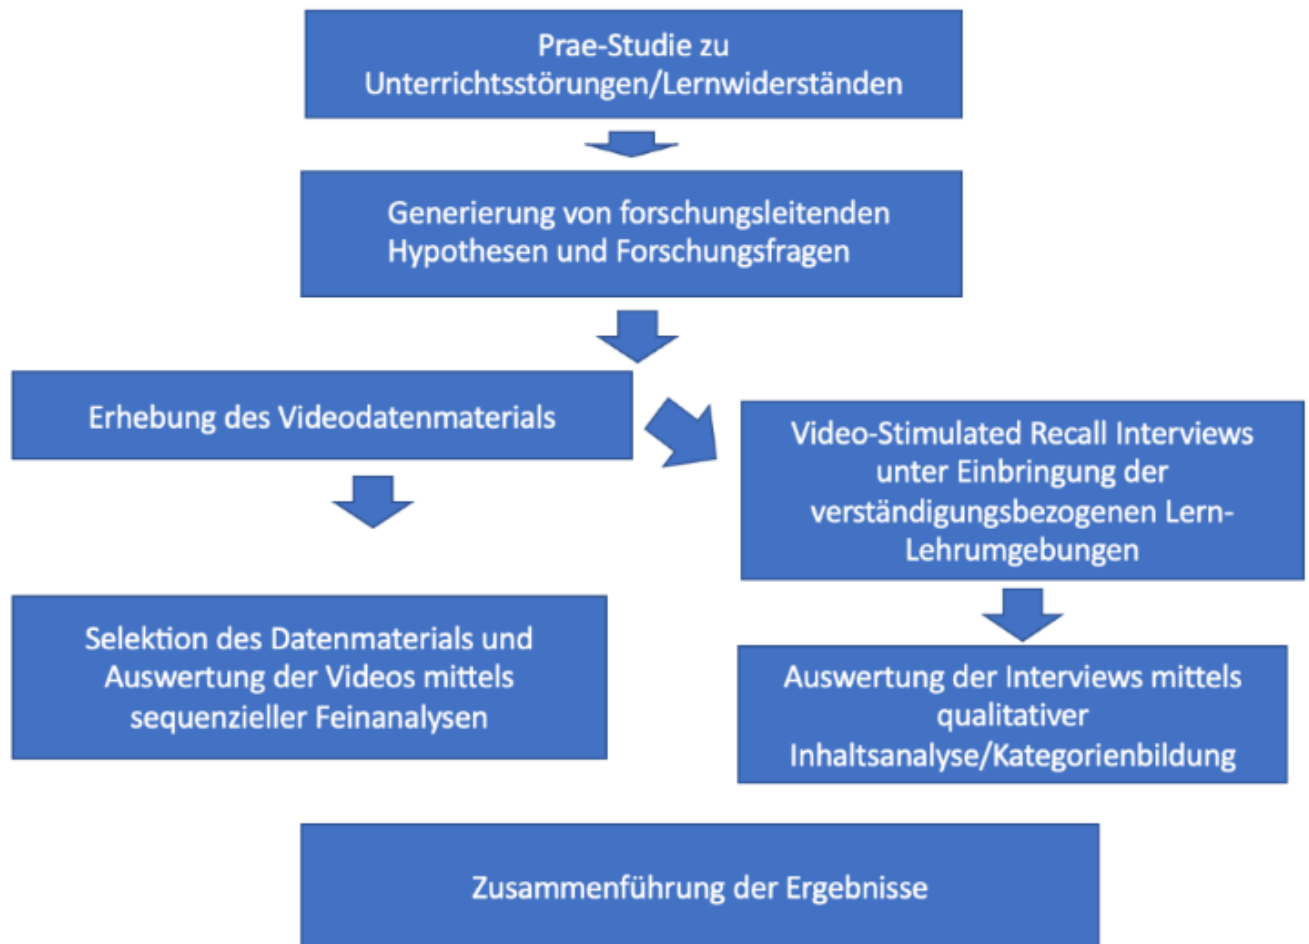 Prae-Studie zu
Unterrichtsstörungen/Lernwiderständen
Generierung von forschungsleitenden
Hypothesen und Forschungsfragen
Erhebung des Videodatenmaterials
Video-Stimulated Recall Interviews
unter Einbringung der
verständigungsbezogenen Lern-
Lehrumgebungen
Selektion des Datenmaterials und
Auswertung der Videos mittels
sequenzieller Feinanalysen
Auswertung der Interviews mittels
qualitativer
Inhaltsanalyse/Kategorienbildung
Zusammenführung der Ergebnisse